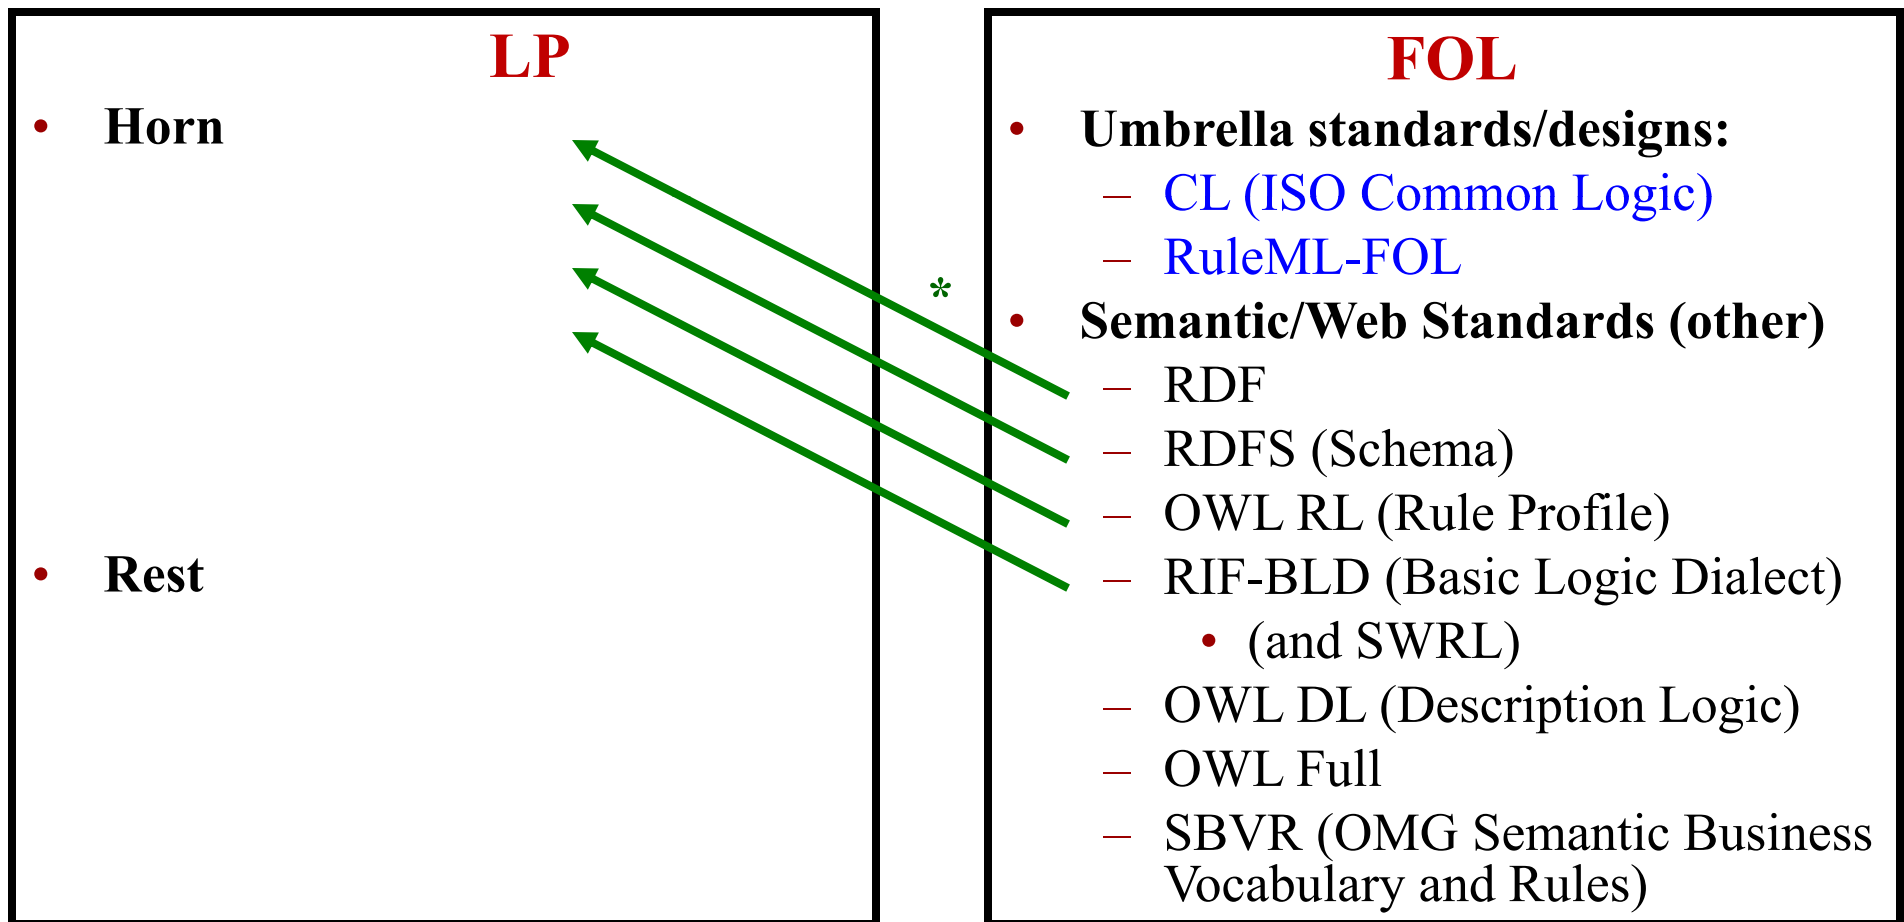 LP
• Horn
• Rest
FOL
• Umbrella standards/designs:
– CL (ISO Common Logic)
– RuleML-FOL
*
• Semantic/Web Standards (other)
– RDF
– RDFS (Schema)
– OWL RL (Rule Profile)
– RIF-BLD (Basic Logic Dialect)
• (and SWRL)
– OWL DL (Description Logic)
– OWL Full
– SBVR (OMG Semantic Business
Vocabulary and Rules)